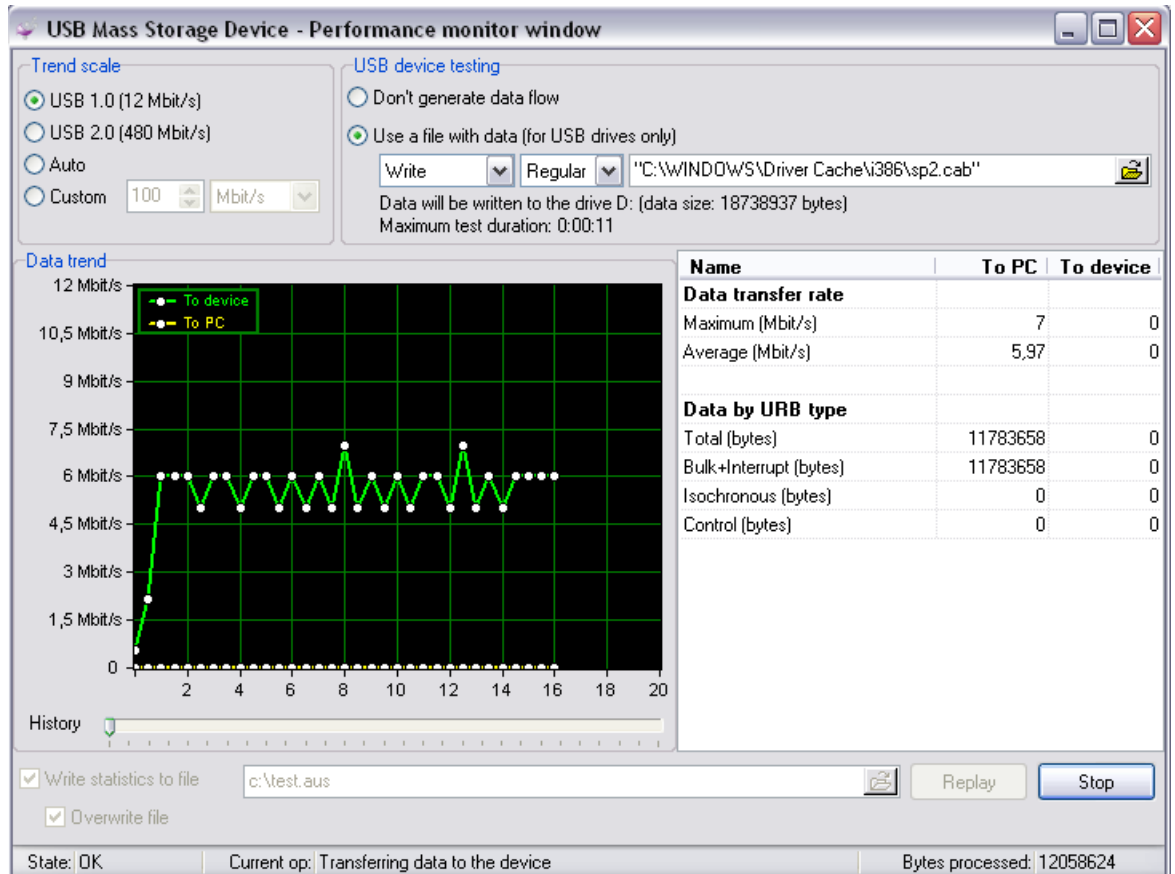 USB Mass Storage Device - Performance monitor window
Trend scale
USB 1.0 (12 Mbit/s)
USB 2.0 (480 Mbit/s)
Auto
Custom 100 Mbit/s
USB device testing
Don't generate data flow
Use a file with data (for USB drives only)
Write Regular "C:\WINDOWS\Driver Cache\i386\sp2.cab"
Data will be written to the drive D: (data size: 18738937 bytes)
Maximum test duration: 0:00:11
Data trend
12 Mbit/s
10,5 Mbit/s
9 Mbit/s
7,5 Mbit/s
6 Mbit/s
4,5 Mbit/s
3 Mbit/s
1,5 Mbit/s
0
To device
To PC
2 4 6 8 10 12 14 16 18 20
History
Name To PC To device
Data transfer rate
Maximum (Mbit/s) 7 0
Average (Mbit/s) 5,97 0
Data by URB type
Total (bytes) 11783658 0
Bulk+Interrupt (bytes) 11783658 0
Isochronous (bytes) 0 0
Control (bytes) 0 0
Write statistics to file c:\test.aus Replay Stop
Overwrite file
State: OK Current op: Transferring data to the device Bytes processed: 12058624